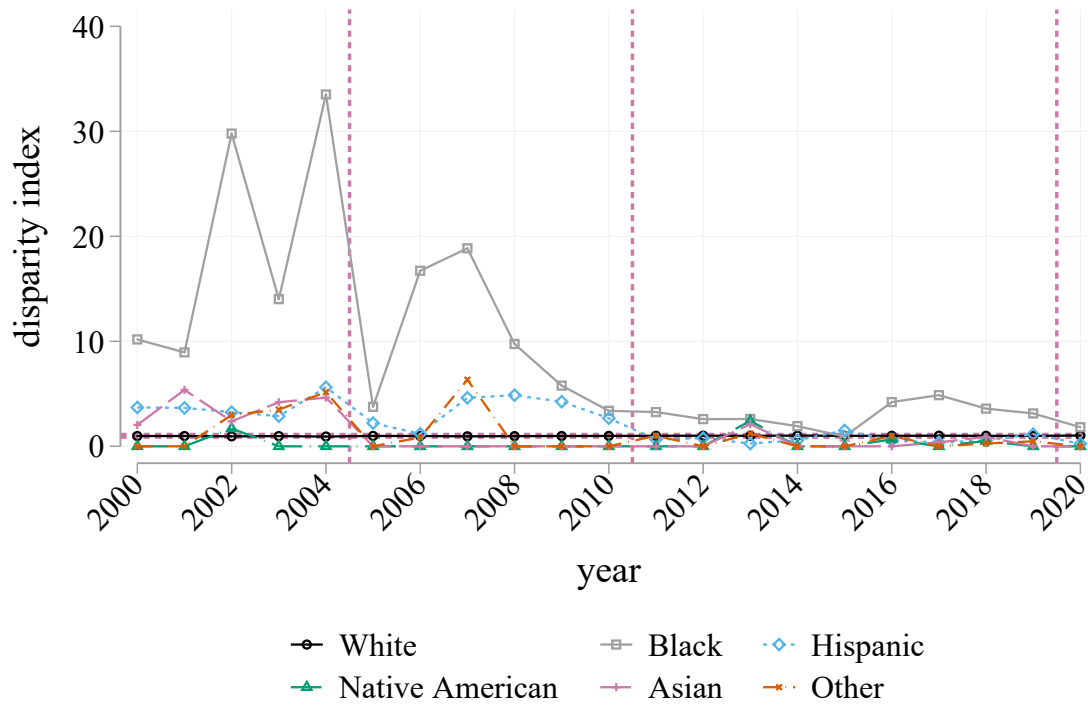 40
30
20
10
0
disparity index
2000 2002 2004 2006 2008 2010 2012 2014 2016 2018 2020
year
White Black Hispanic
Native American Asian Other